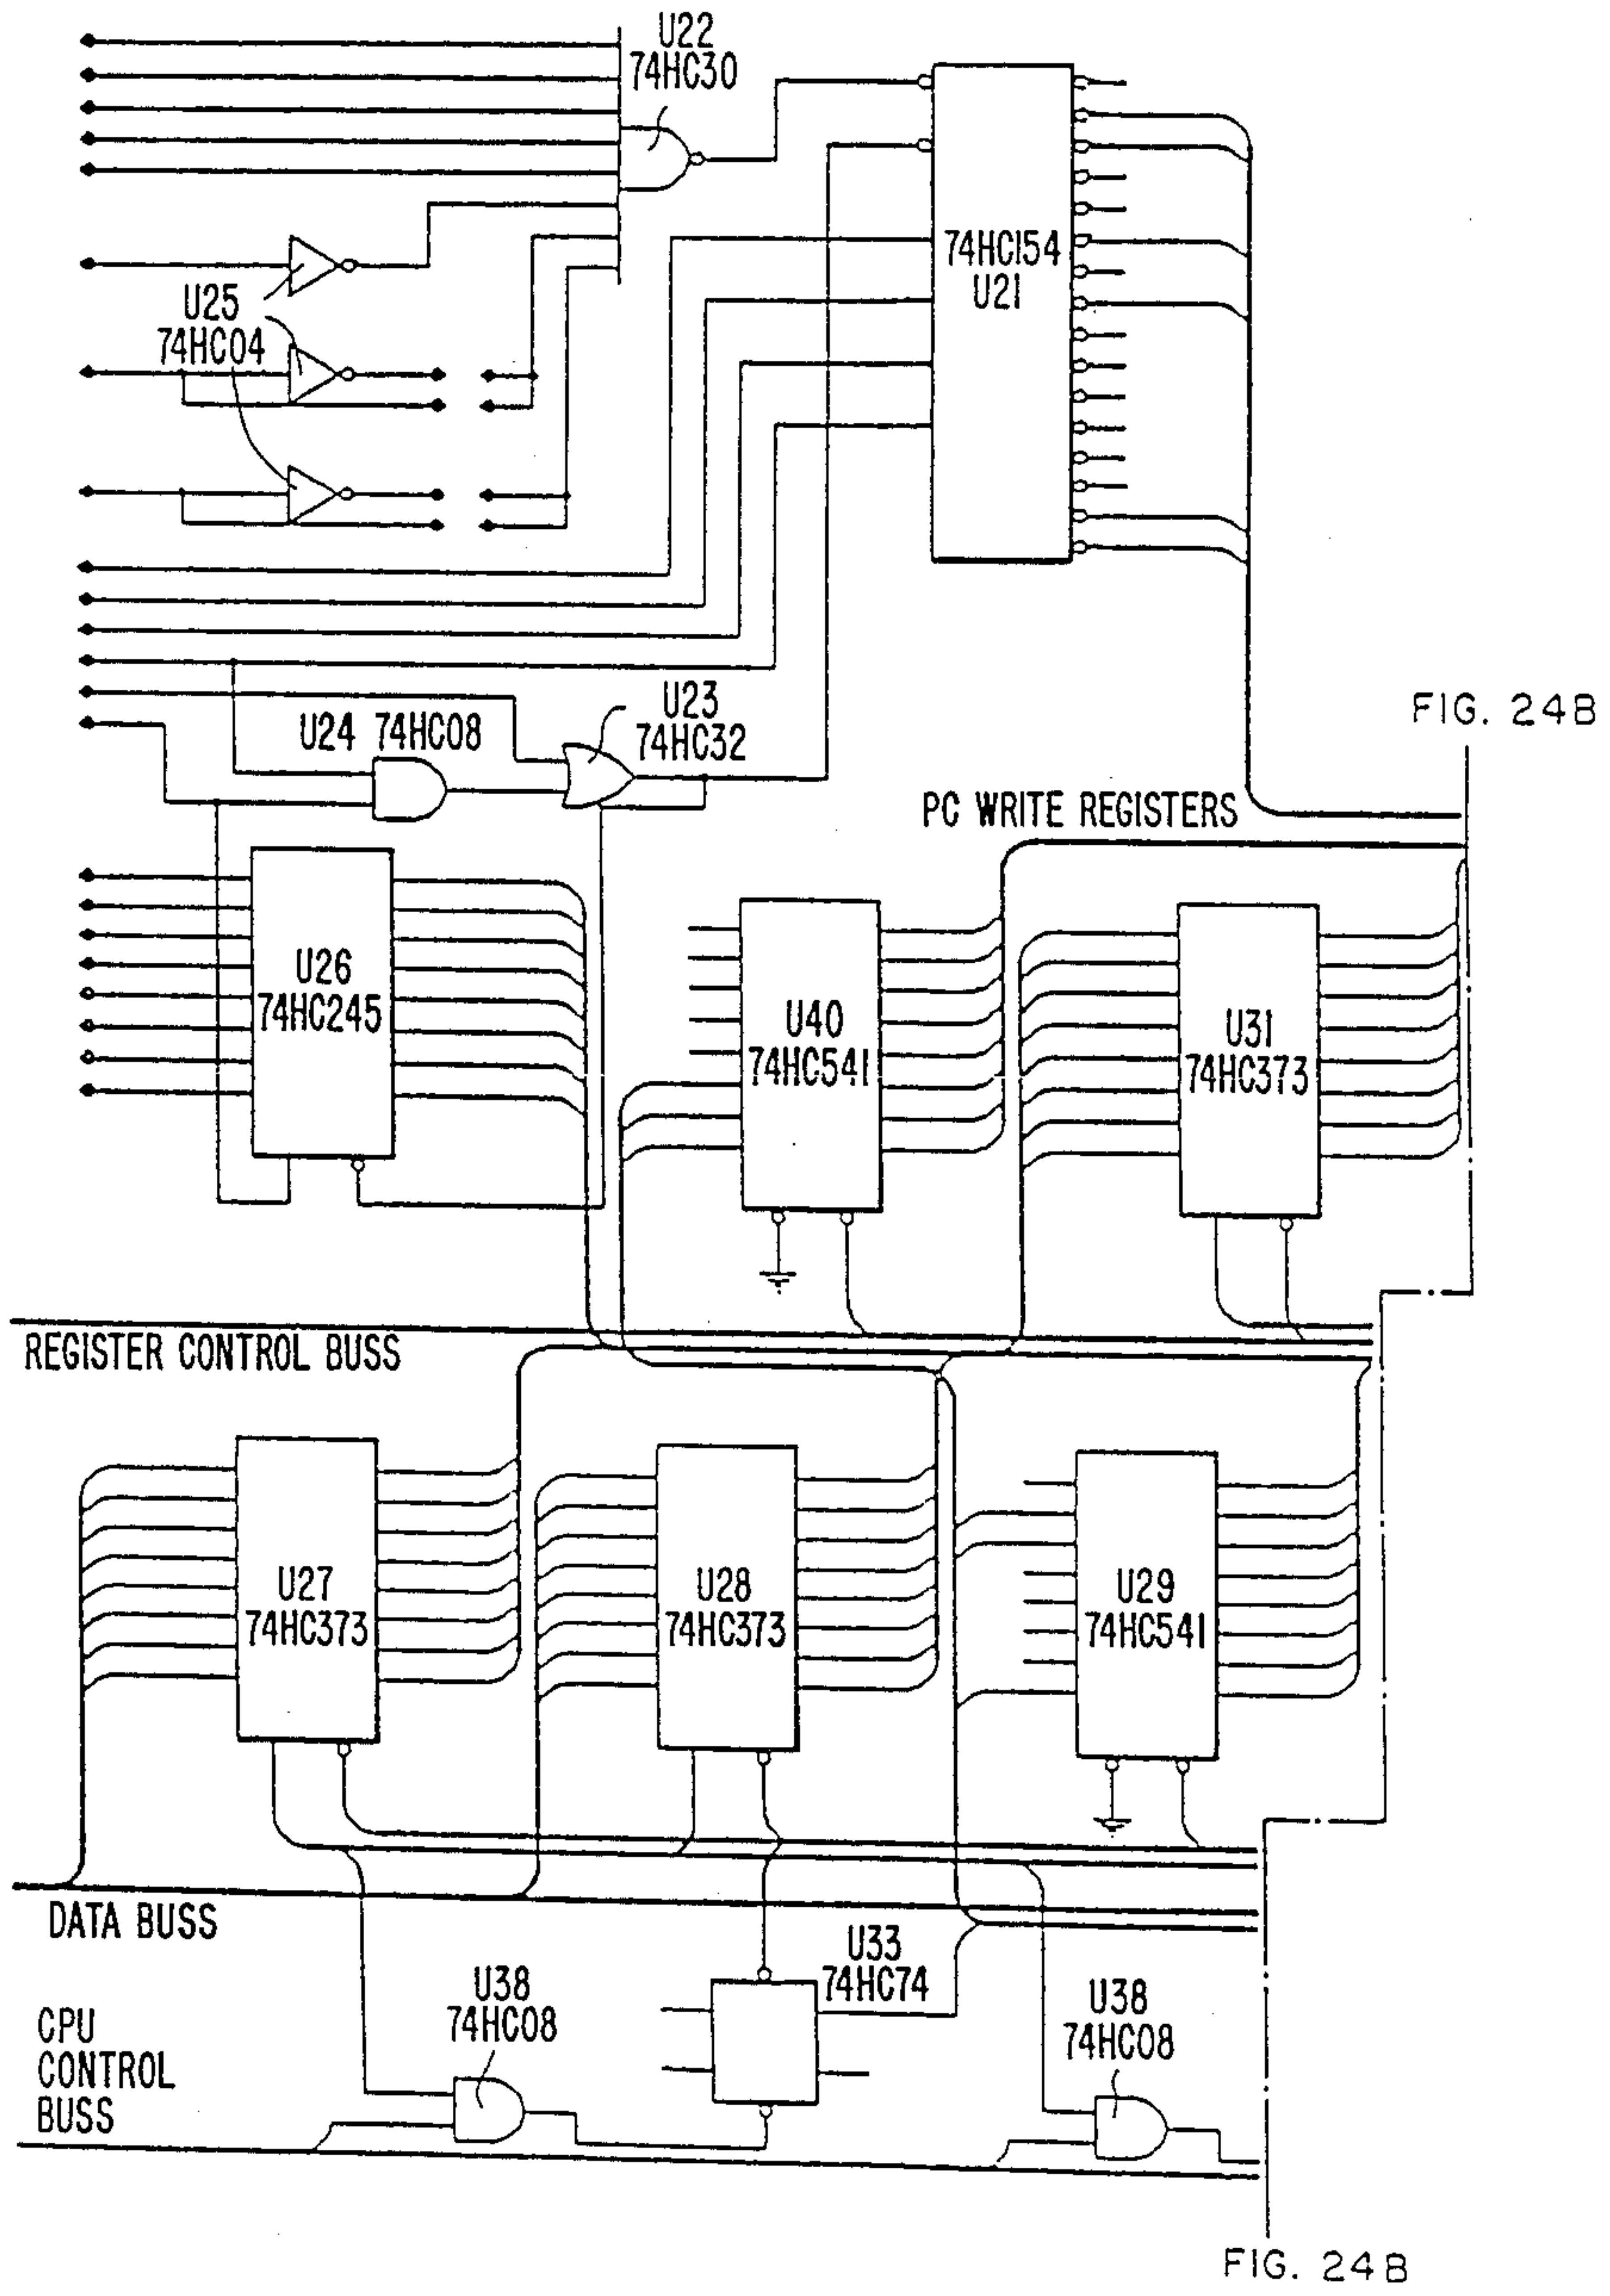 U22
74HC30
74HC154
U21
U25
74HC04
U23
74HC32
U24 74HC08
FIG. 24B
PC WRITE REGISTERS
U26
74HC245
U40
74HC541
U31
74HC373
REGISTER CONTROL BUSS
U27
74HC373
U28
74HC373
U29
74HC541
DATA BUSS
U33
74HC74
U38
74HC08
U38
74HC08
CPU
CONTROL
BUSS
FIG. 24B